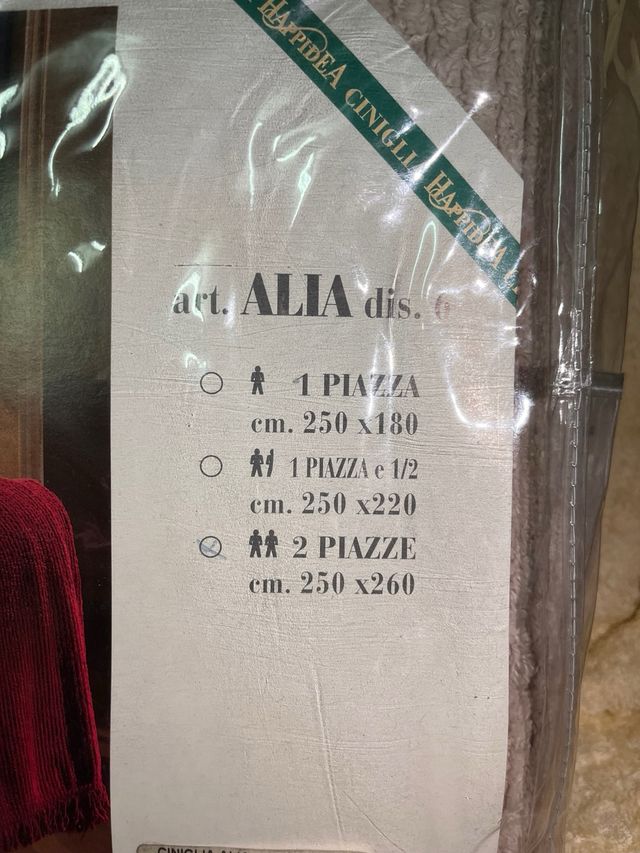 HAPPIDEA CINIGLI HAPPIDEA
art. ALIA dis. 6
1 PIAZZA
cm. 250 x180
1 PIAZZA e 1/2
cm. 250 x220
2 PIAZZE
cm. 250 x260